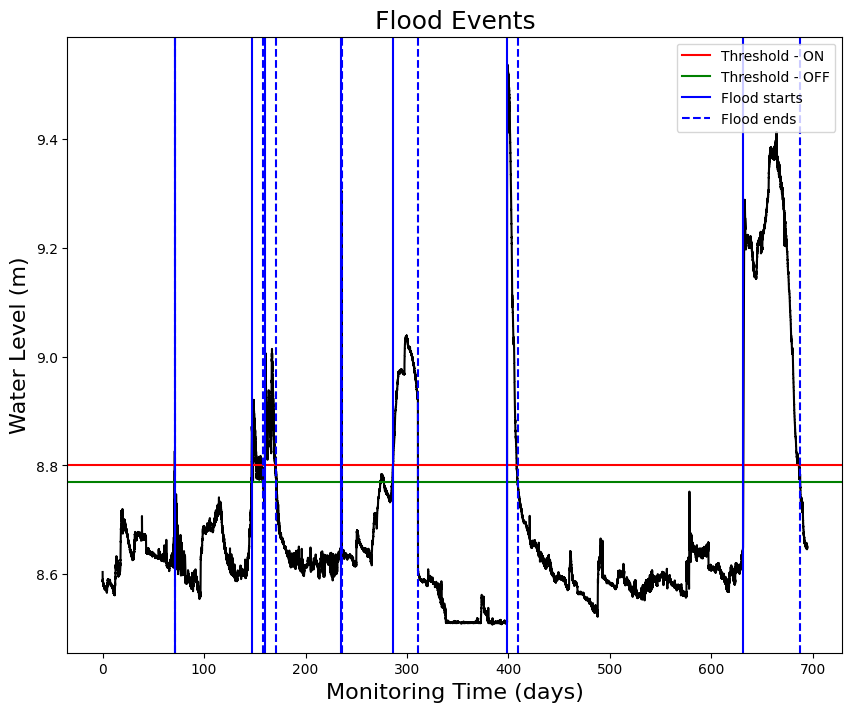 Flood Events
Threshold - ON
Threshold - OFF
Flood starts
Flood ends
Water Level (m)
9.4
9.2
9.0
8.8
8.6
0 100 200 300 400 500 600 700
Monitoring Time (days)